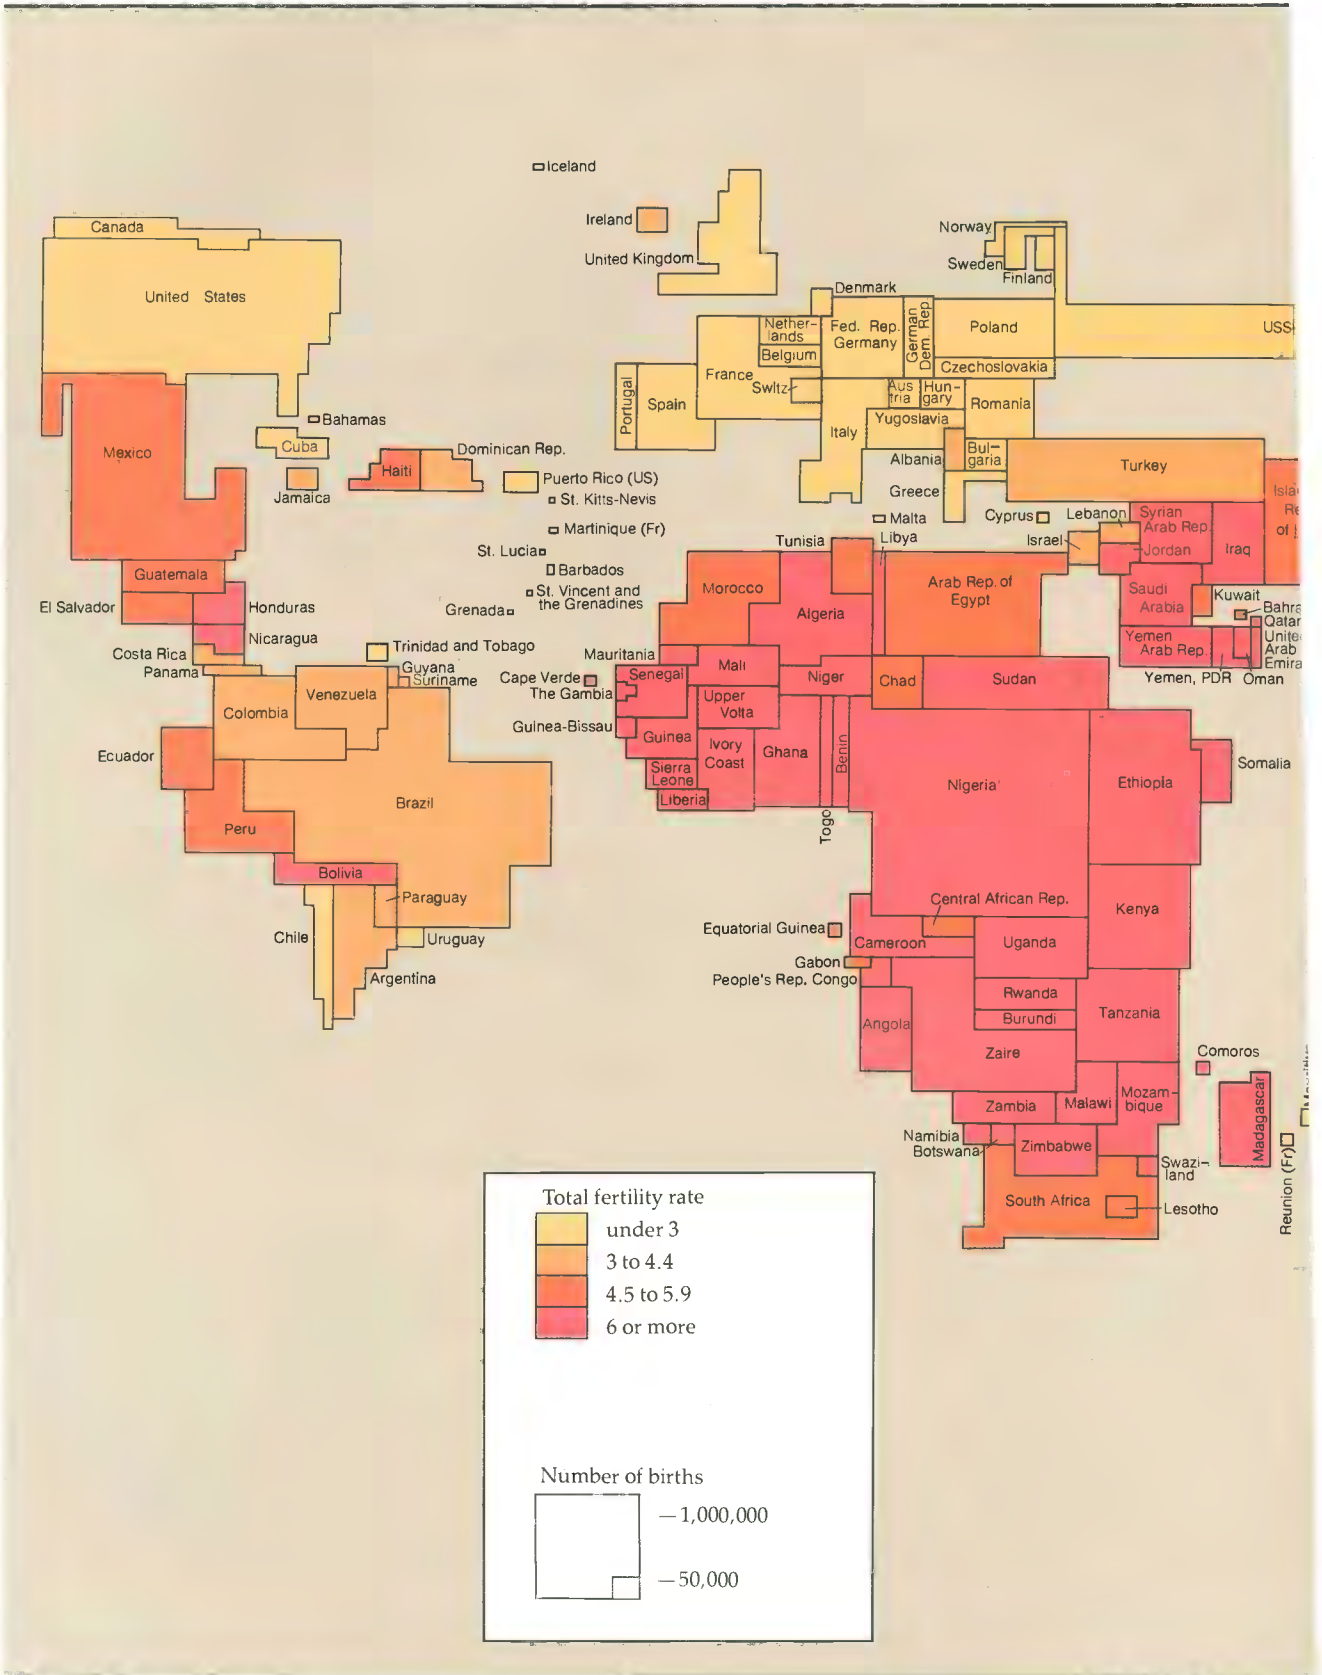 Iceland
Ireland
United Kingdom
Canada
United States
Norway
Sweden
Finland
Denmark
Nether-
lands
Belgium
Fed. Rep.
Germany
German
Dem. Rep.
Poland
Czechoslovakia
USS
France
Switz
Portugal
Spain
Italy
Aus
tria
Hun-
gary
Romania
Yugoslavia
Albania
Bul-
garia
Greece
Turkey
Malta
Cyprus
Lebanon
Israel
Syrian
Arab Rep.
Jordan
Iraq
of
Saudi
Arabia
Kuwait
Bahra
Qatar
Unite
Arab
Emira
Yemen
Arab Rep.
Yemen, PDR
Oman
Mexico
Bahamas
Cuba
Jamaica
Haiti
Dominican Rep.
Puerto Rico (US)
St. Kitts-Nevis
Martinique (Fr)
St. Lucia
Barbados
St. Vincent and
the Grenadines
Grenada
Trinidad and Tobago
Guatemala
El Salvador
Honduras
Nicaragua
Costa Rica
Panama
Guyana
Suriname
Venezuela
Colombia
Ecuador
Brazil
Peru
Bolivia
Paraguay
Chile
Uruguay
Argentina
Tunisia
Libya
Morocco
Algeria
Arab Rep. of
Egypt
Mauritania
Mali
Niger
Chad
Sudan
Cape Verde
Senegal
The Gambia
Guinea-Bissau
Guinea
Upper
Volta
Sierra
Leone
Liberia
Ivory
Coast
Ghana
Togo
Benin
Nigeria
Ethiopia
Somalia
Equatorial Guinea
Cameroon
Central African Rep.
Uganda
Kenya
Gabon
People's Rep. Congo
Angola
Rwanda
Burundi
Zaire
Tanzania
Comoros
Madagascar
Reunion (Fr)
Zambia
Malawi
Mozam-
bique
Namibia
Botswana
Zimbabwe
Swazi-
land
South Africa
Lesotho
Total fertility rate
under 3
3 to 4.4
4.5 to 5.9
6 or more
Number of births
1,000,000
50,000